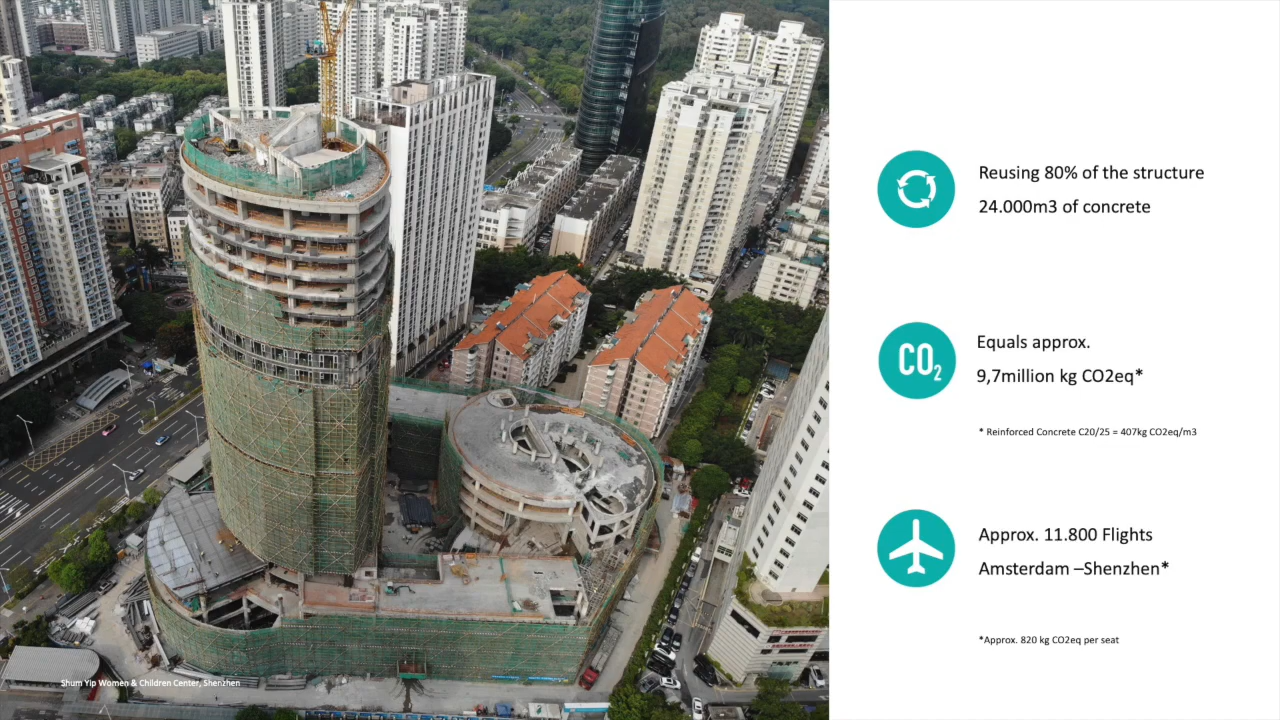 Reusing 80% of the structure
24.000m3 of concrete
CO2
Equals approx.
9,7million kg CO2eq*
* Reinforced Concrete C20/25 = 407kg CO2eq/m3
Approx. 11.800 Flights
Amsterdam –Shenzhen*
*Approx. 820 kg CO2eq per seat
Shum Yip Women & Children Center, Shenzhen